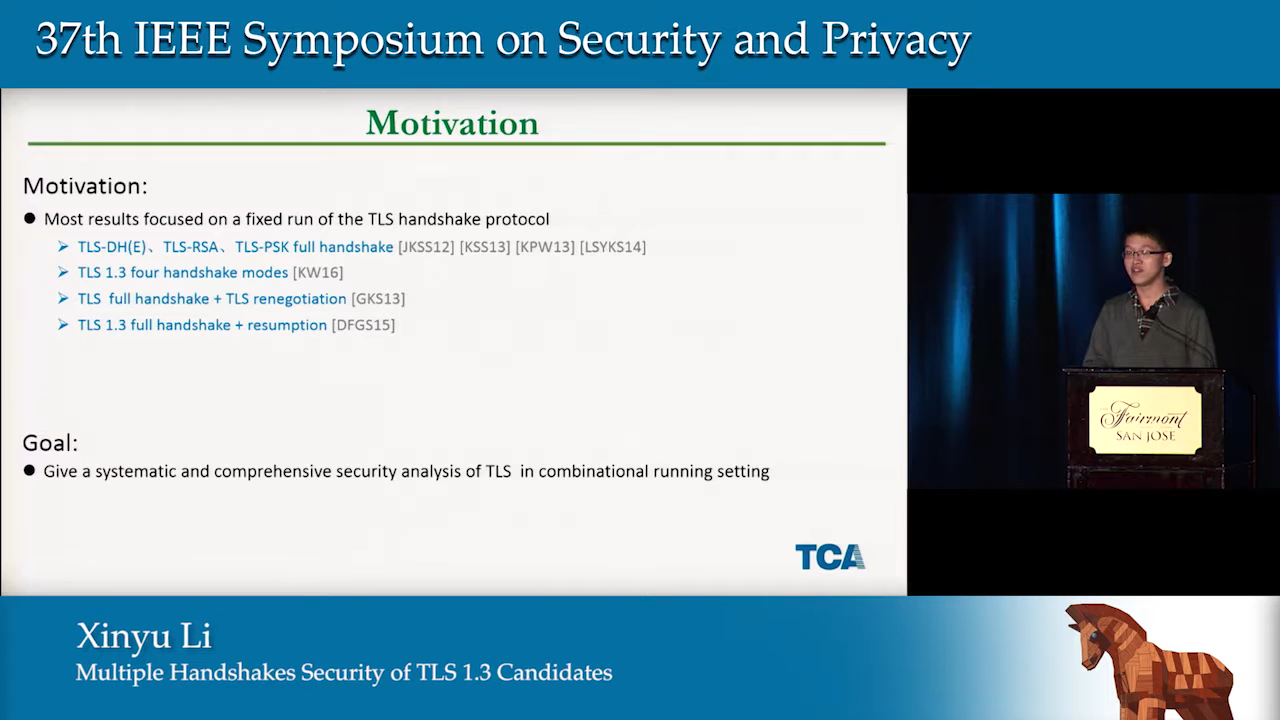 37th IEEE Symposium on Security and Privacy
Motivation
Motivation:
● Most results focused on a fixed run of the TLS handshake protocol
➢ TLS-DH(E)、TLS-RSA、TLS-PSK full handshake [JKSS12] [KSS13] [KPW13] [LSYKS14]
➢ TLS 1.3 four handshake modes [KW16]
➢ TLS full handshake + TLS renegotiation [GKS13]
➢ TLS 1.3 full handshake + resumption [DFGS15]
Goal:
● Give a systematic and comprehensive security analysis of TLS in combinational running setting
TCA
Fairmont
SAN JOSE
Xinyu Li
Multiple Handshakes Security of TLS 1.3 Candidates